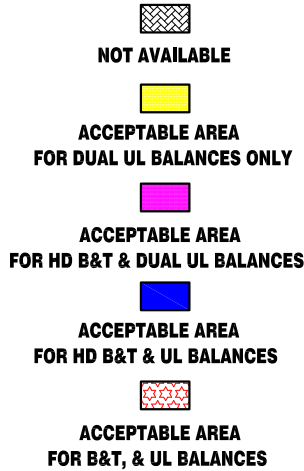 NOT AVAILABLE
ACCEPTABLE AREA
FOR DUAL UL BALANCES ONLY
ACCEPTABLE AREA
FOR HD B&T & DUAL UL BALANCES
ACCEPTABLE AREA
FOR HD B&T & UL BALANCES
ACCEPTABLE AREA
FOR B&T, & UL BALANCES